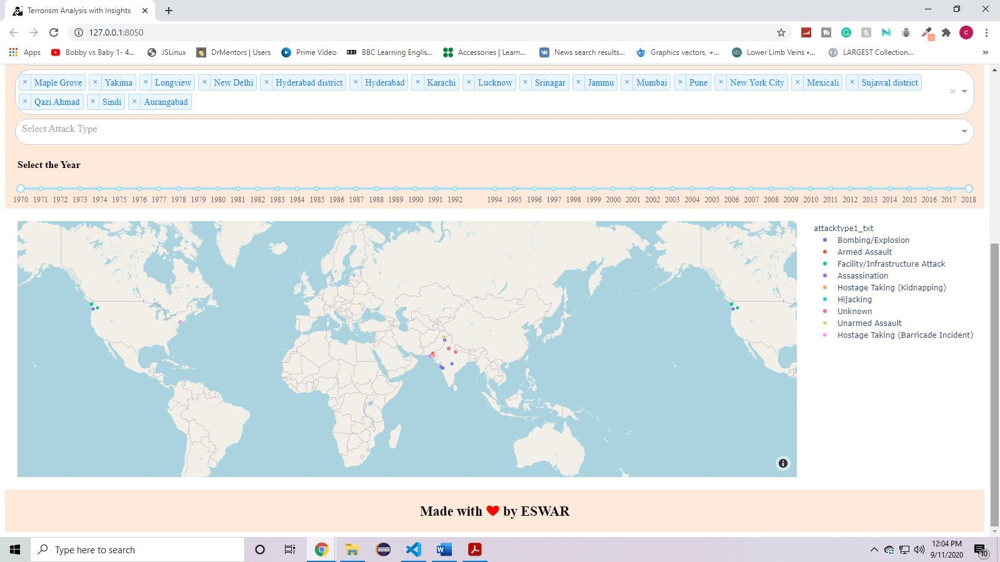 Terrorism Analysis with Insights
127.0.0.1:8050
Apps Bobby vs Baby 1- 4... JSLinux DrMentors | Users Prime Video BBC BBC Learning Englis... Accessories | Learn... News search results... Graphics vectors, +... Lower Limb Veins •... LARGEST Collection... »
× Maple Grove × Yakima × Longview × New Delhi × Hyderabad district × Hyderabad × Karachi × Lucknow × Srinagar × Jammu × Mumbai × Pune × New York City × Mexicali × Sujawal district
× Qazi Ahmad × Sindi × Aurangabad
Select Attack Type
Select the Year
1970 1971 1972 1973 1974 1975 1976 1977 1978 1979 1980 1981 1982 1983 1984 1985 1986 1987 1988 1989 1990 1991 1992 1994 1995 1996 1997 1998 1999 2000 2001 2002 2003 2004 2005 2006 2007 2008 2009 2010 2011 2012 2013 2014 2015 2016 2017 2018
attacktype1_txt
Bombing/Explosion
Armed Assault
Facility/Infrastructure Attack
Assassination
Hostage Taking (Kidnapping)
Hijacking
Unknown
Unarmed Assault
Hostage Taking (Barricade Incident)
Made with ❤ by ESWAR
Type here to search
12:04 PM
9/11/2020
10